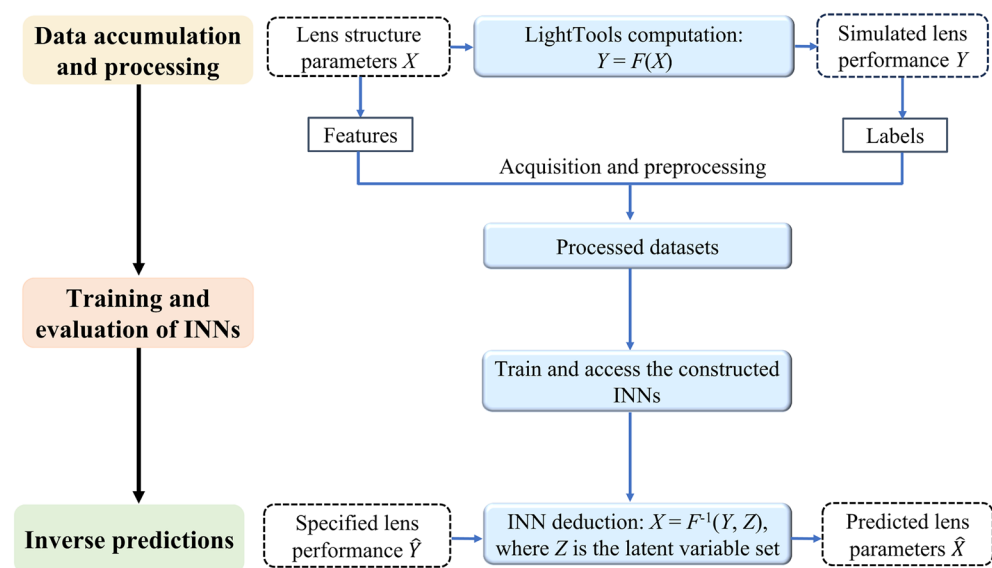 Data accumulation
and processing
Lens structure
parameters X
LightTools computation:
Y = F(X)
Simulated lens
performance Y
Features
Labels
Acquisition and preprocessing
Processed datasets
Training and
evaluation of INNs
Train and access the constructed
INNs
Inverse predictions
Specified lens
performance Ŷ
INN deduction: X = F⁻¹(Y, Z),
where Z is the latent variable set
Predicted lens
parameters X̂